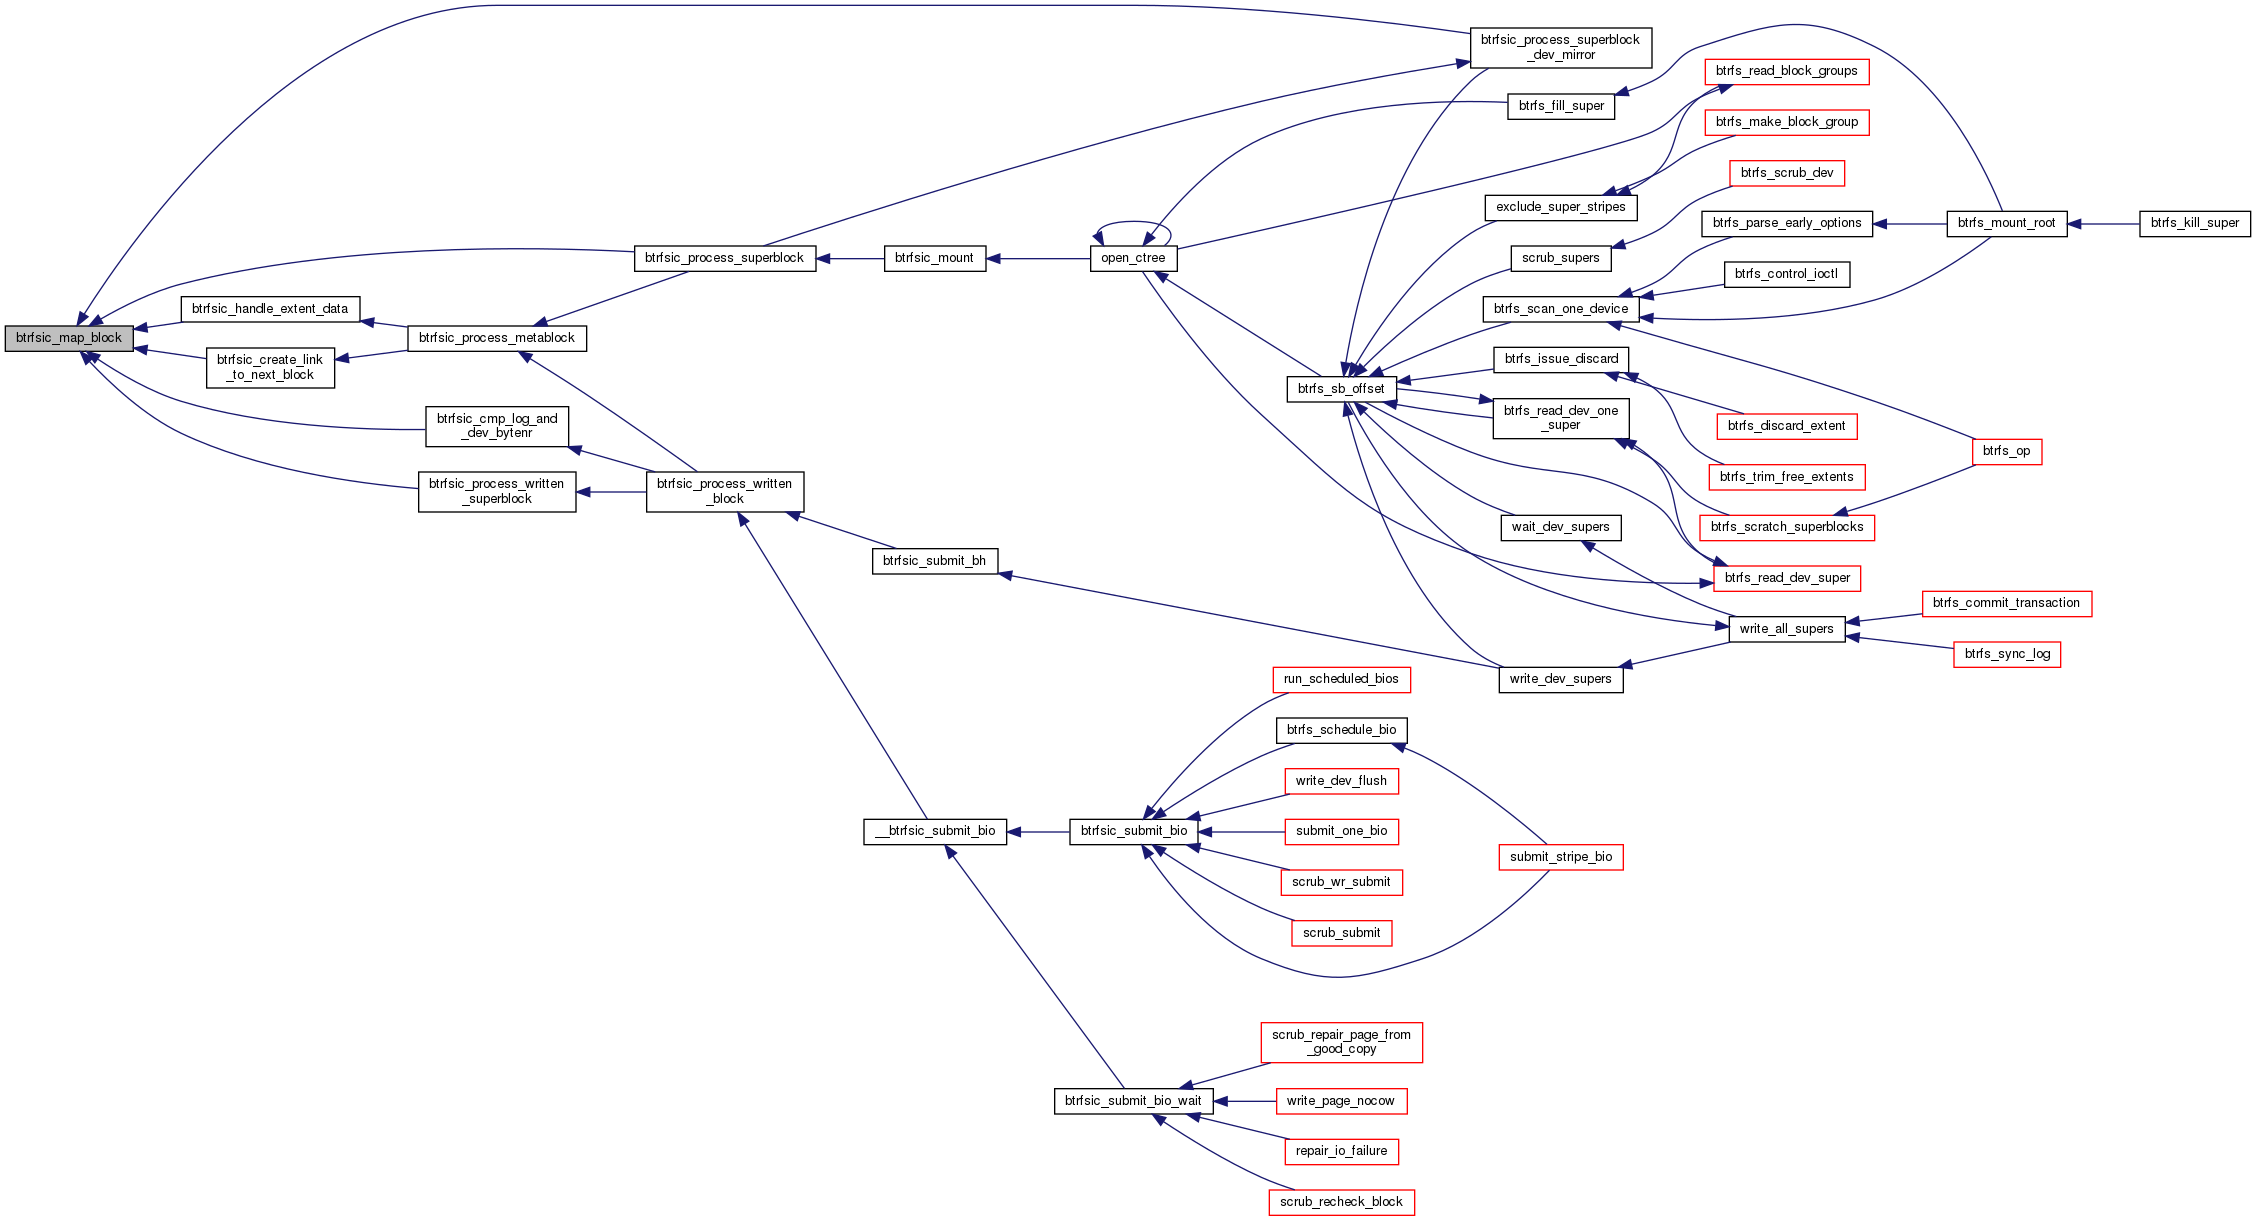 btrfsic_map_block
btrfsic_handle_extent_data
btrfsic_create_link
_to_next_block
btrfsic_process_metablock
btrfsic_cmp_log_and
_dev_bytenr
btrfsic_process_written
_superblock
btrfsic_process_superblock
btrfsic_process_written
_block
btrfsic_mount
btrfsic_submit_bh
__btrfsic_submit_bio
open_ctree
btrfsic_submit_bio
btrfsic_submit_bio_wait
btrfs_sb_offset
run_scheduled_bios
btrfs_schedule_bio
write_dev_flush
submit_one_bio
scrub_wr_submit
scrub_submit
scrub_repair_page_from
_good_copy
write_page_nocow
repair_io_failure
scrub_recheck_block
btrfsic_process_superblock
_dev_mirror
btrfs_fill_super
exclude_super_stripes
scrub_supers
btrfs_scan_one_device
btrfs_issue_discard
btrfs_read_dev_one
_super
wait_dev_supers
write_dev_supers
submit_stripe_bio
btrfs_read_block_groups
btrfs_make_block_group
btrfs_scrub_dev
btrfs_parse_early_options
btrfs_control_ioctl
btrfs_discard_extent
btrfs_trim_free_extents
btrfs_scratch_superblocks
btrfs_read_dev_super
write_all_supers
btrfs_mount_root
btrfs_op
btrfs_commit_transaction
btrfs_sync_log
btrfs_kill_super